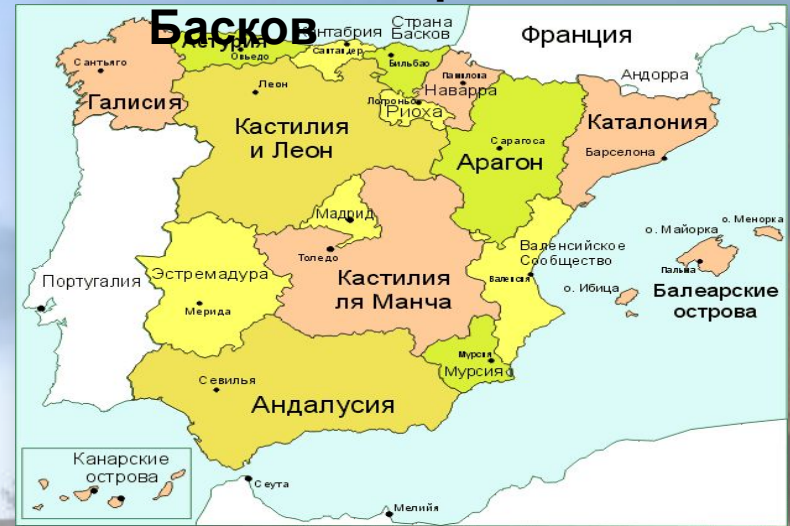 Басков
Страна
Басков
Франция
Астурия
Овьедо
Сантандер
Бильбао
Сантьяго
Галисия
Леон
Памплона
Наварра
Андорра
Логроньо
Риоха
Кастилия
и Леон
Каталония
Сарагоса
Барселона
Арагон
Мадрид
о. Менорка
о. Майорка
Толедо
Валенсийское
Сообщество
Пальма
Португалия
Эстремадура
Кастилия
ля Манча
Валенсия
о. Ибица
Балеарские
острова
Мерида
Мурсия
Мурсия
Севилья
Андалусия
Канарские
острова
Сеута
Мелийя